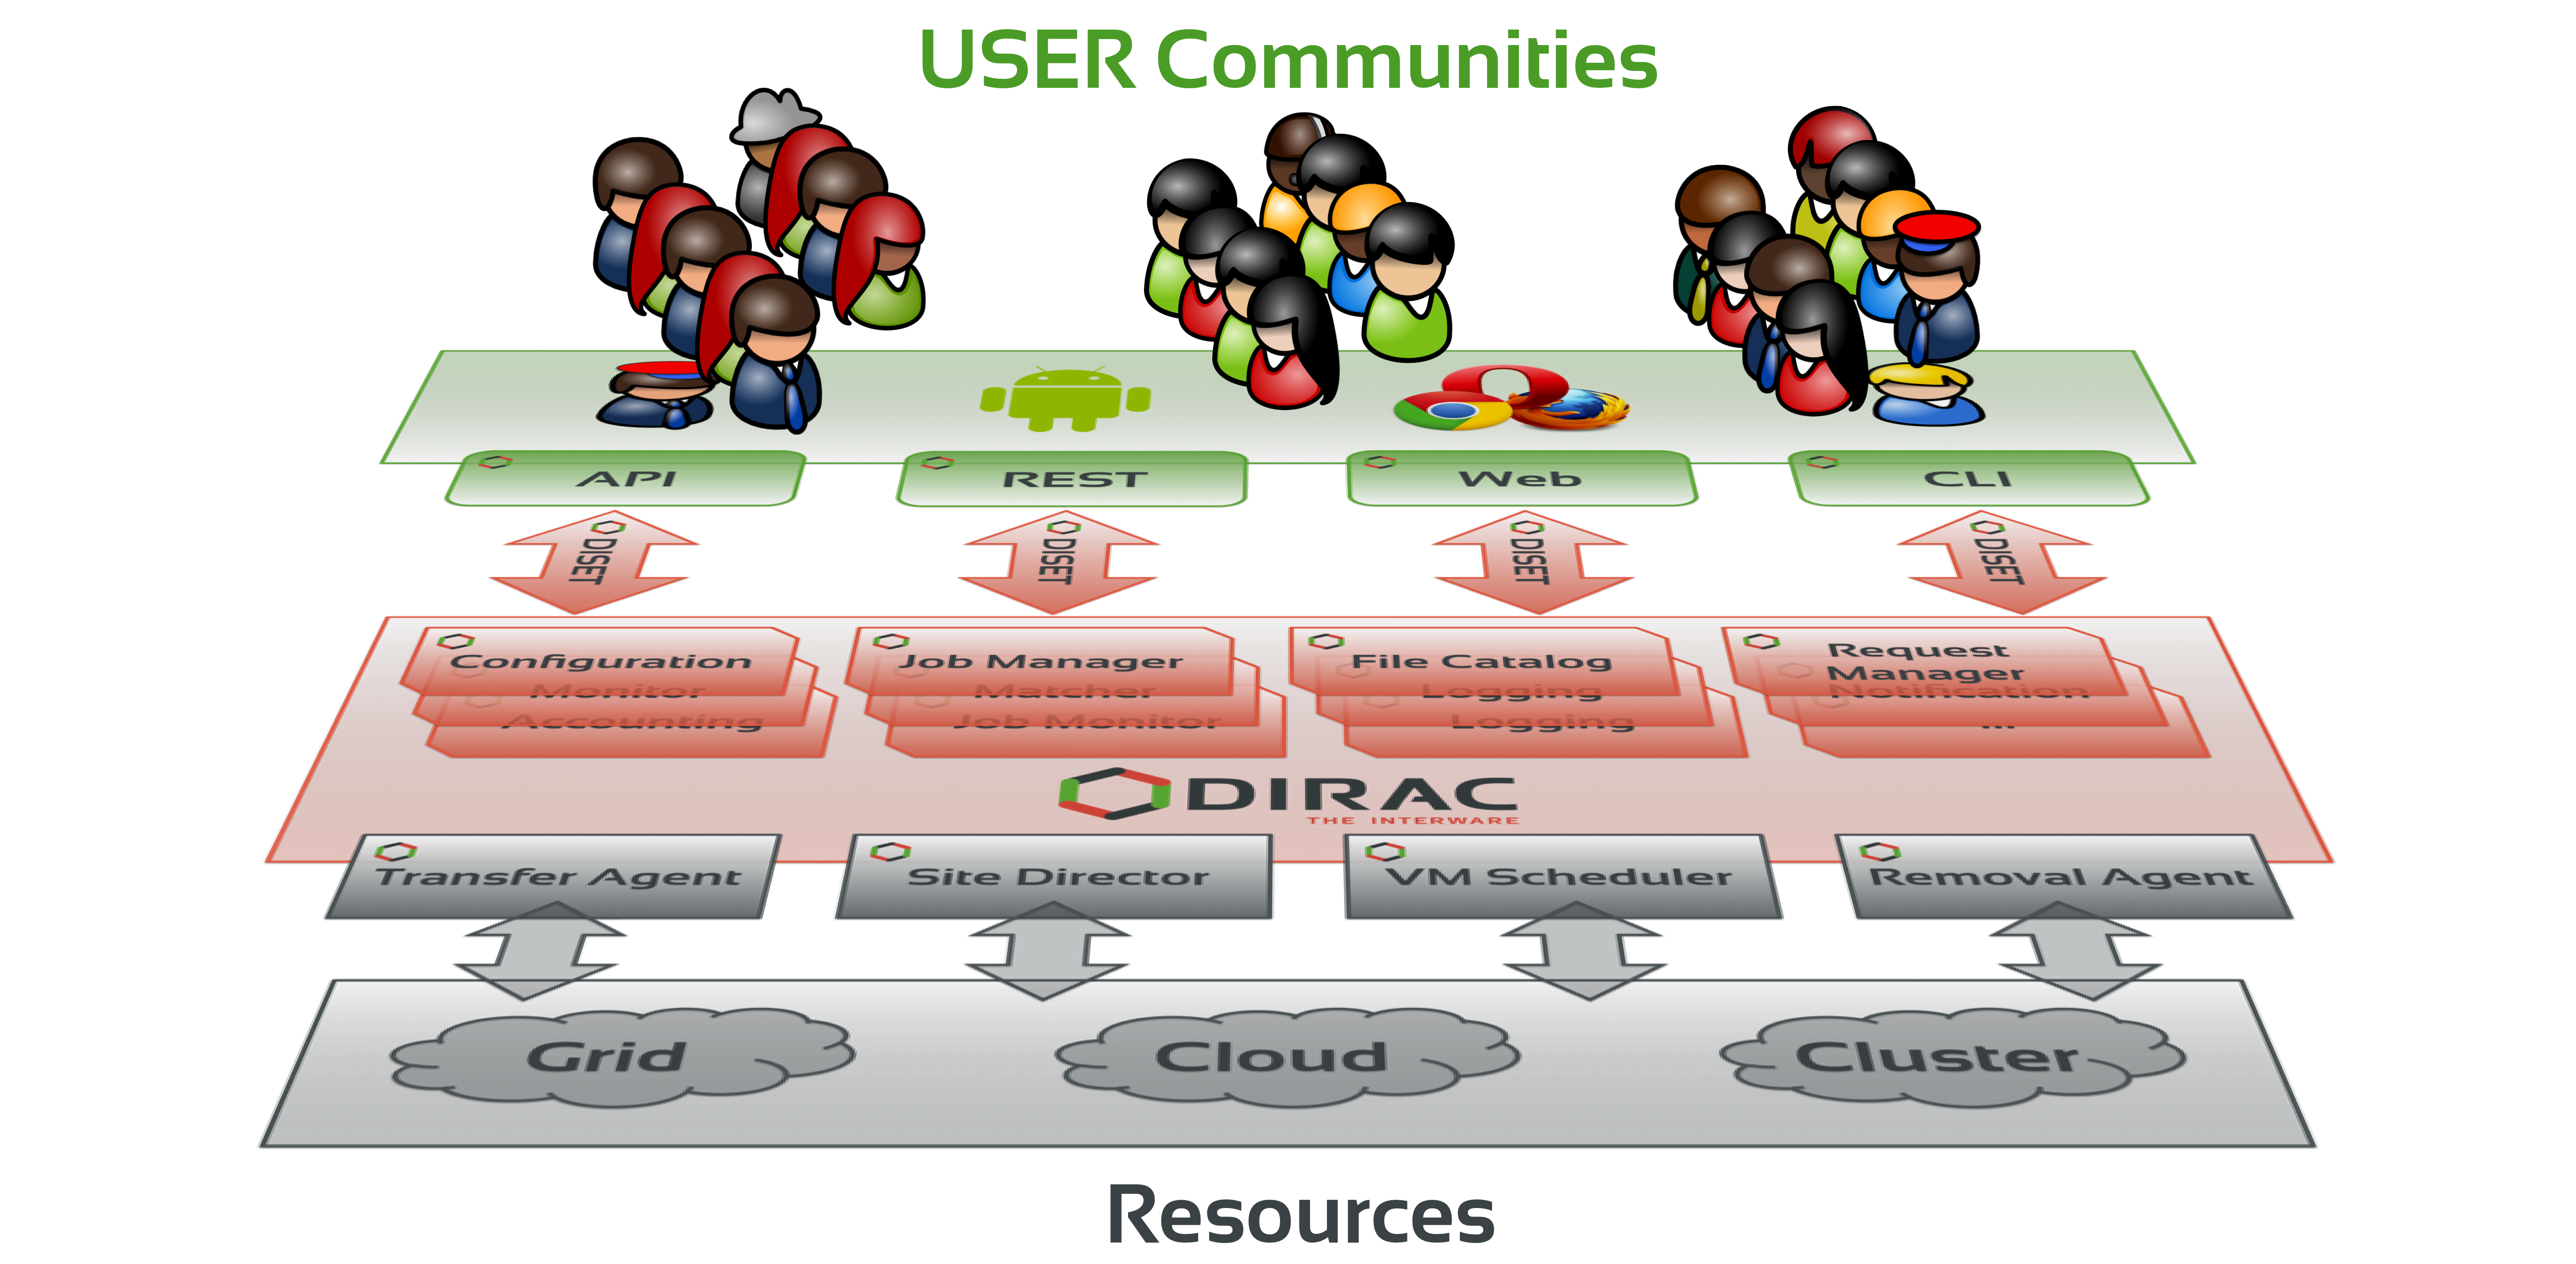 USER Communities
API
REST
Web
CLI
DISET
DISET
DISET
DISET
Configuration
Monitor
Accounting
Job Manager
Matcher
Job Monitor
File Catalog
Logging
Logging
Request
Manager
Notification
...
DIRAC
THE INTERWARE
Transfer Agent
Site Director
VM Scheduler
Removal Agent
Grid
Cloud
Cluster
Resources